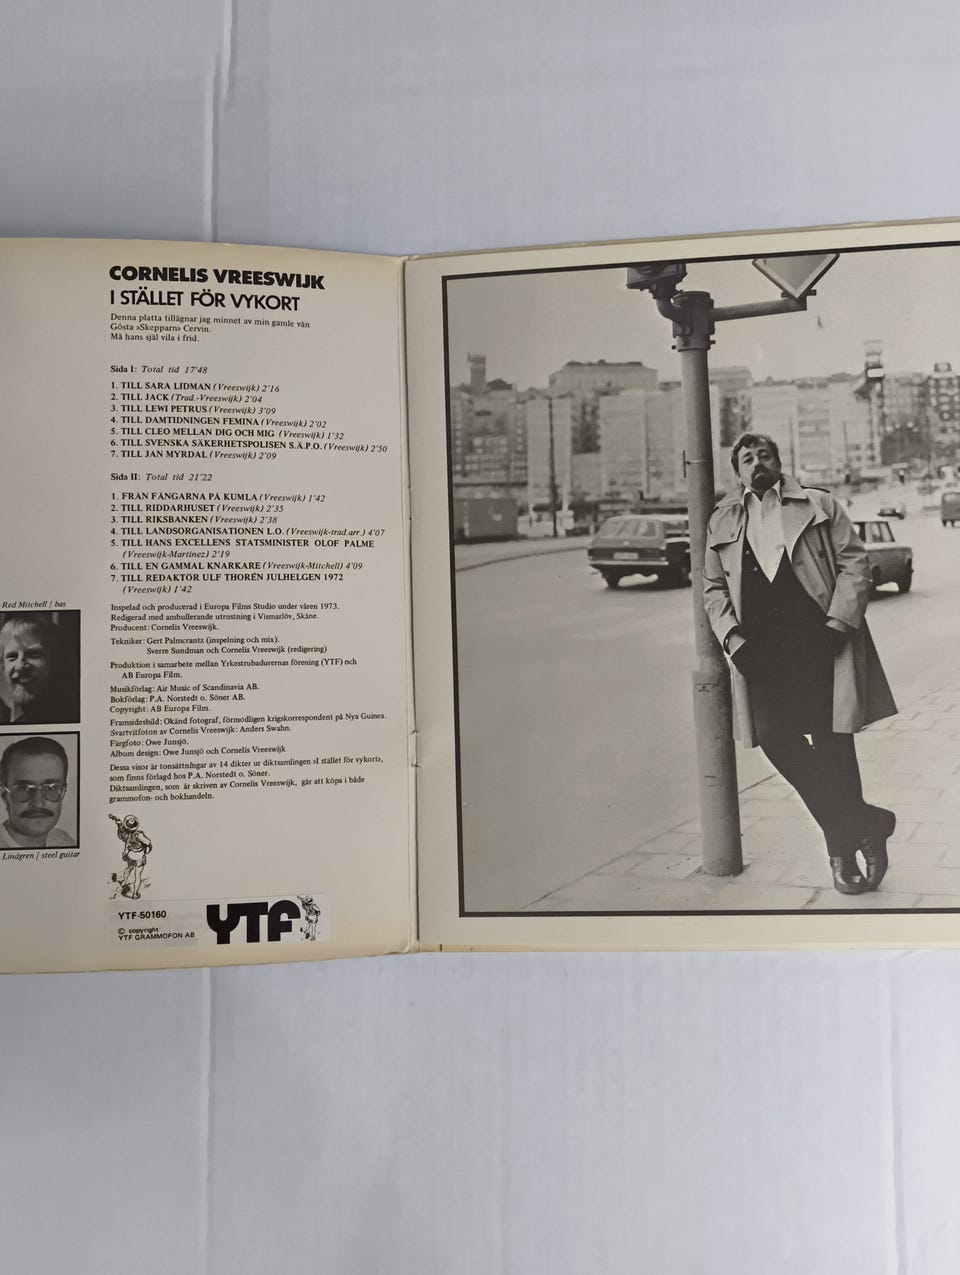 CORNELIS VREESWIJK
I STÄLLET FÖR VYKORT
Denna platta tillägnar jag minnet av min gamle vän
Gösta »Skepparn» Cervin.
Må hans själ vila i frid.
Sida I: Total tid 17'48
1. TILL SARA LIDMAN (Vreeswijk) 2'16
2. TILL JACK (Trad.-Vreeswijk) 2'04
3. TILL LEWI PETRUS (Vreeswijk) 3'09
4. TILL DAMTIDNINGEN FEMINA (Vreeswijk) 2'02
5. TILL CLEO MELLAN DIG OCH MIG (Vreeswijk) 1'32
6. TILL SVENSKA SÄKERHETSPOLISEN S.Ä.P.O. (Vreeswijk) 2'50
7. TILL JAN MYRDAL (Vreeswijk) 2'09
Sida II: Total tid 21'22
1. FRÅN FÅNGARNA PÅ KUMLA (Vreeswijk) 1'42
2. TILL RIDDARHUSET (Vreeswijk) 2'35
3. TILL RIKSBANKEN (Vreeswijk) 2'38
4. TILL LANDSORGANISATIONEN L.O. (Vreeswijk-trad.arr.) 4'07
5. TILL HANS EXCELLENS STATSMINISTER OLOF PALME
(Vreeswijk-Martinez) 2'19
6. TILL EN GAMMAL KNARKARE (Vreeswijk-Mitchell) 4'09
7. TILL REDAKTÖR ULF THORÉN JULHELGEN 1972
(Vreeswijk) 1'42
Inspelad och producerad i Europa Films Studio under våren 1973.
Redigerad med ambullerande utrustning i Vismarlöv, Skåne.
Producent: Cornelis Vreeswijk.
Tekniker: Gert Palmcrantz (inspelning och mix).
Sverre Sundman och Cornelis Vreeswijk (redigering)
Produktion i samarbete mellan Yrkestrubadurernas förening (YTF) och
AB Europa Film.
Musikförlag: Air Music of Scandinavia AB.
Bokförlag: P.A. Norstedt o. Söner AB.
Copyright: AB Europa Film.
Framsidesbild: Okänd fotograf, förmodligen krigskorrespondent på Nya Guinea.
Svartvitfoton av Cornelis Vreeswijk: Anders Swahn.
Färgfoto: Owe Junsjö.
Album design: Owe Junsjö och Cornelis Vreeswijk
Dessa visor är tonsättningar av 14 dikter ur diktsamlingen »I stället för vykort»,
som finns förlagd hos P.A. Norstedt o. Söner.
Diktsamlingen, som är skriven av Cornelis Vreeswijk, går att köpa i både
grammofon- och bokhandeln.
Red Mitchell / bas
Lindgren / steel guitar
YTF-50160
© copyright
YTF GRAMMOFON AB
YTF